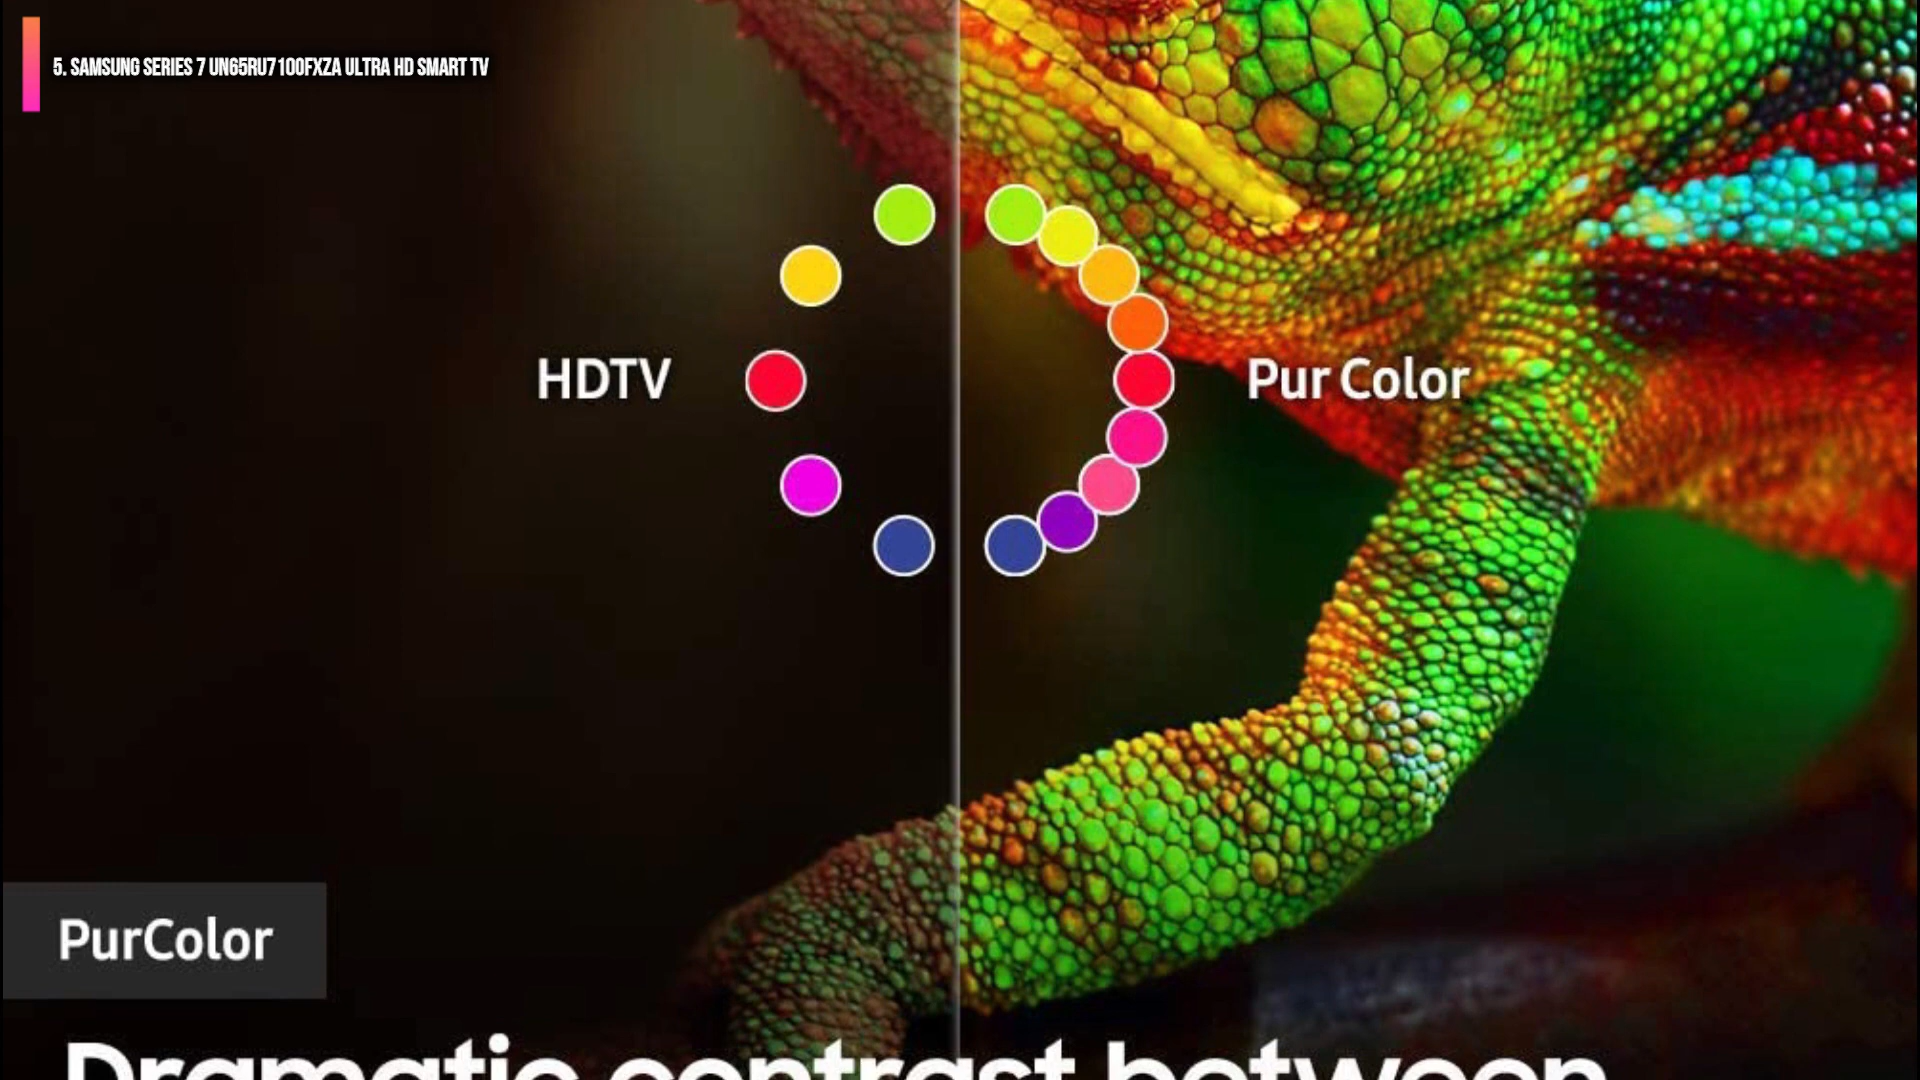 5. SAMSUNG SERIES 7 UN65RU7100FXZA ULTRA HD SMART TV
HDTV
Pur Color
PurColor
Dramatic contrast between